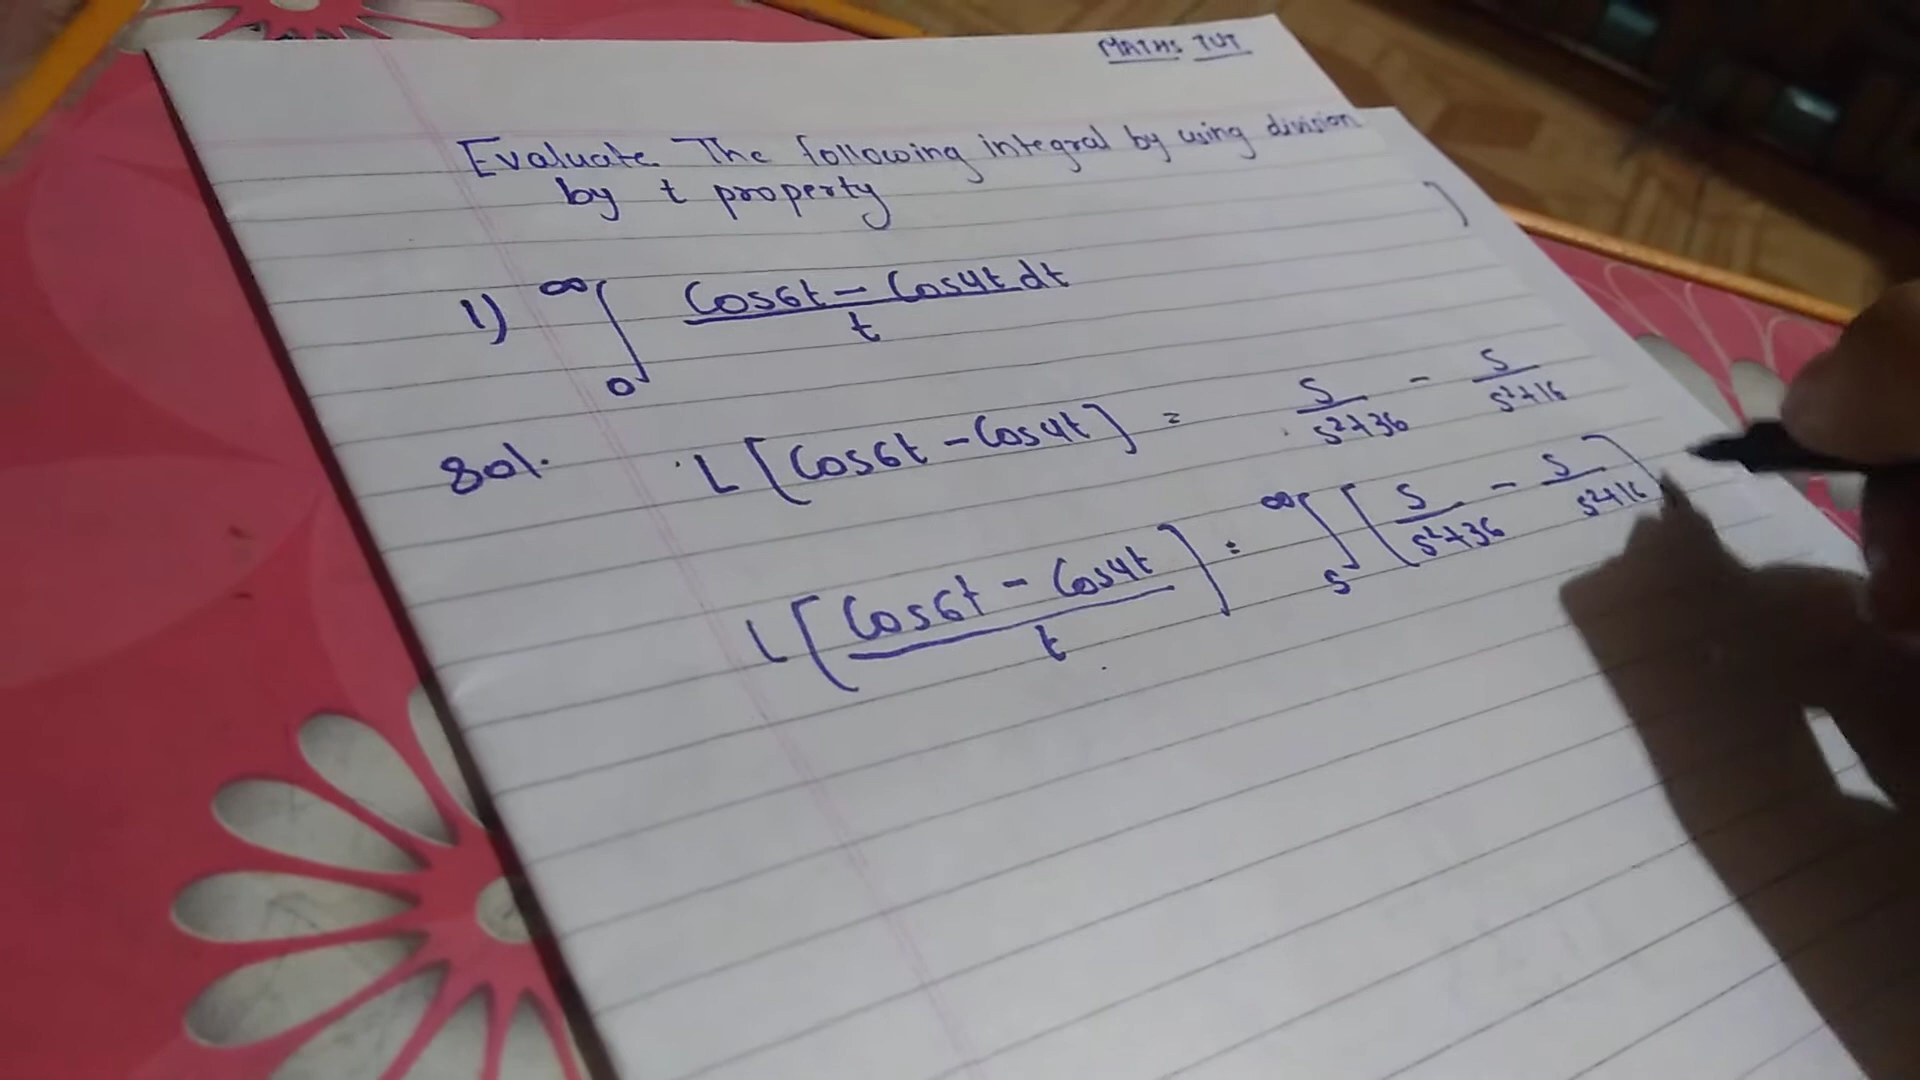 MATHS TUT
Evaluate The following integral by using division
by t property
1) ∞∫0 Cos6t - Cos4t dt / t
Sol. L[Cos6t - Cos4t] = s/s²+36 - s/s²+16
L[Cos6t - Cos4t / t] = ∞∫s [s/s²+36 - s/s²+16]